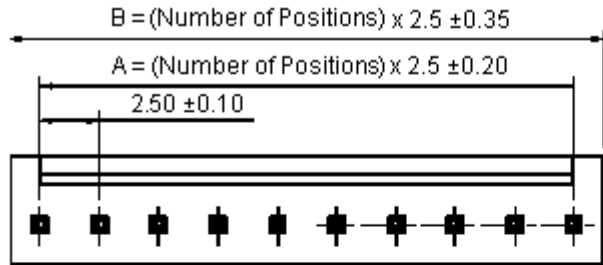 B = (Number of Positions) x 2.5 ±0.35
A = (Number of Positions) x 2.5 ±0.20
2.50 ±0.10